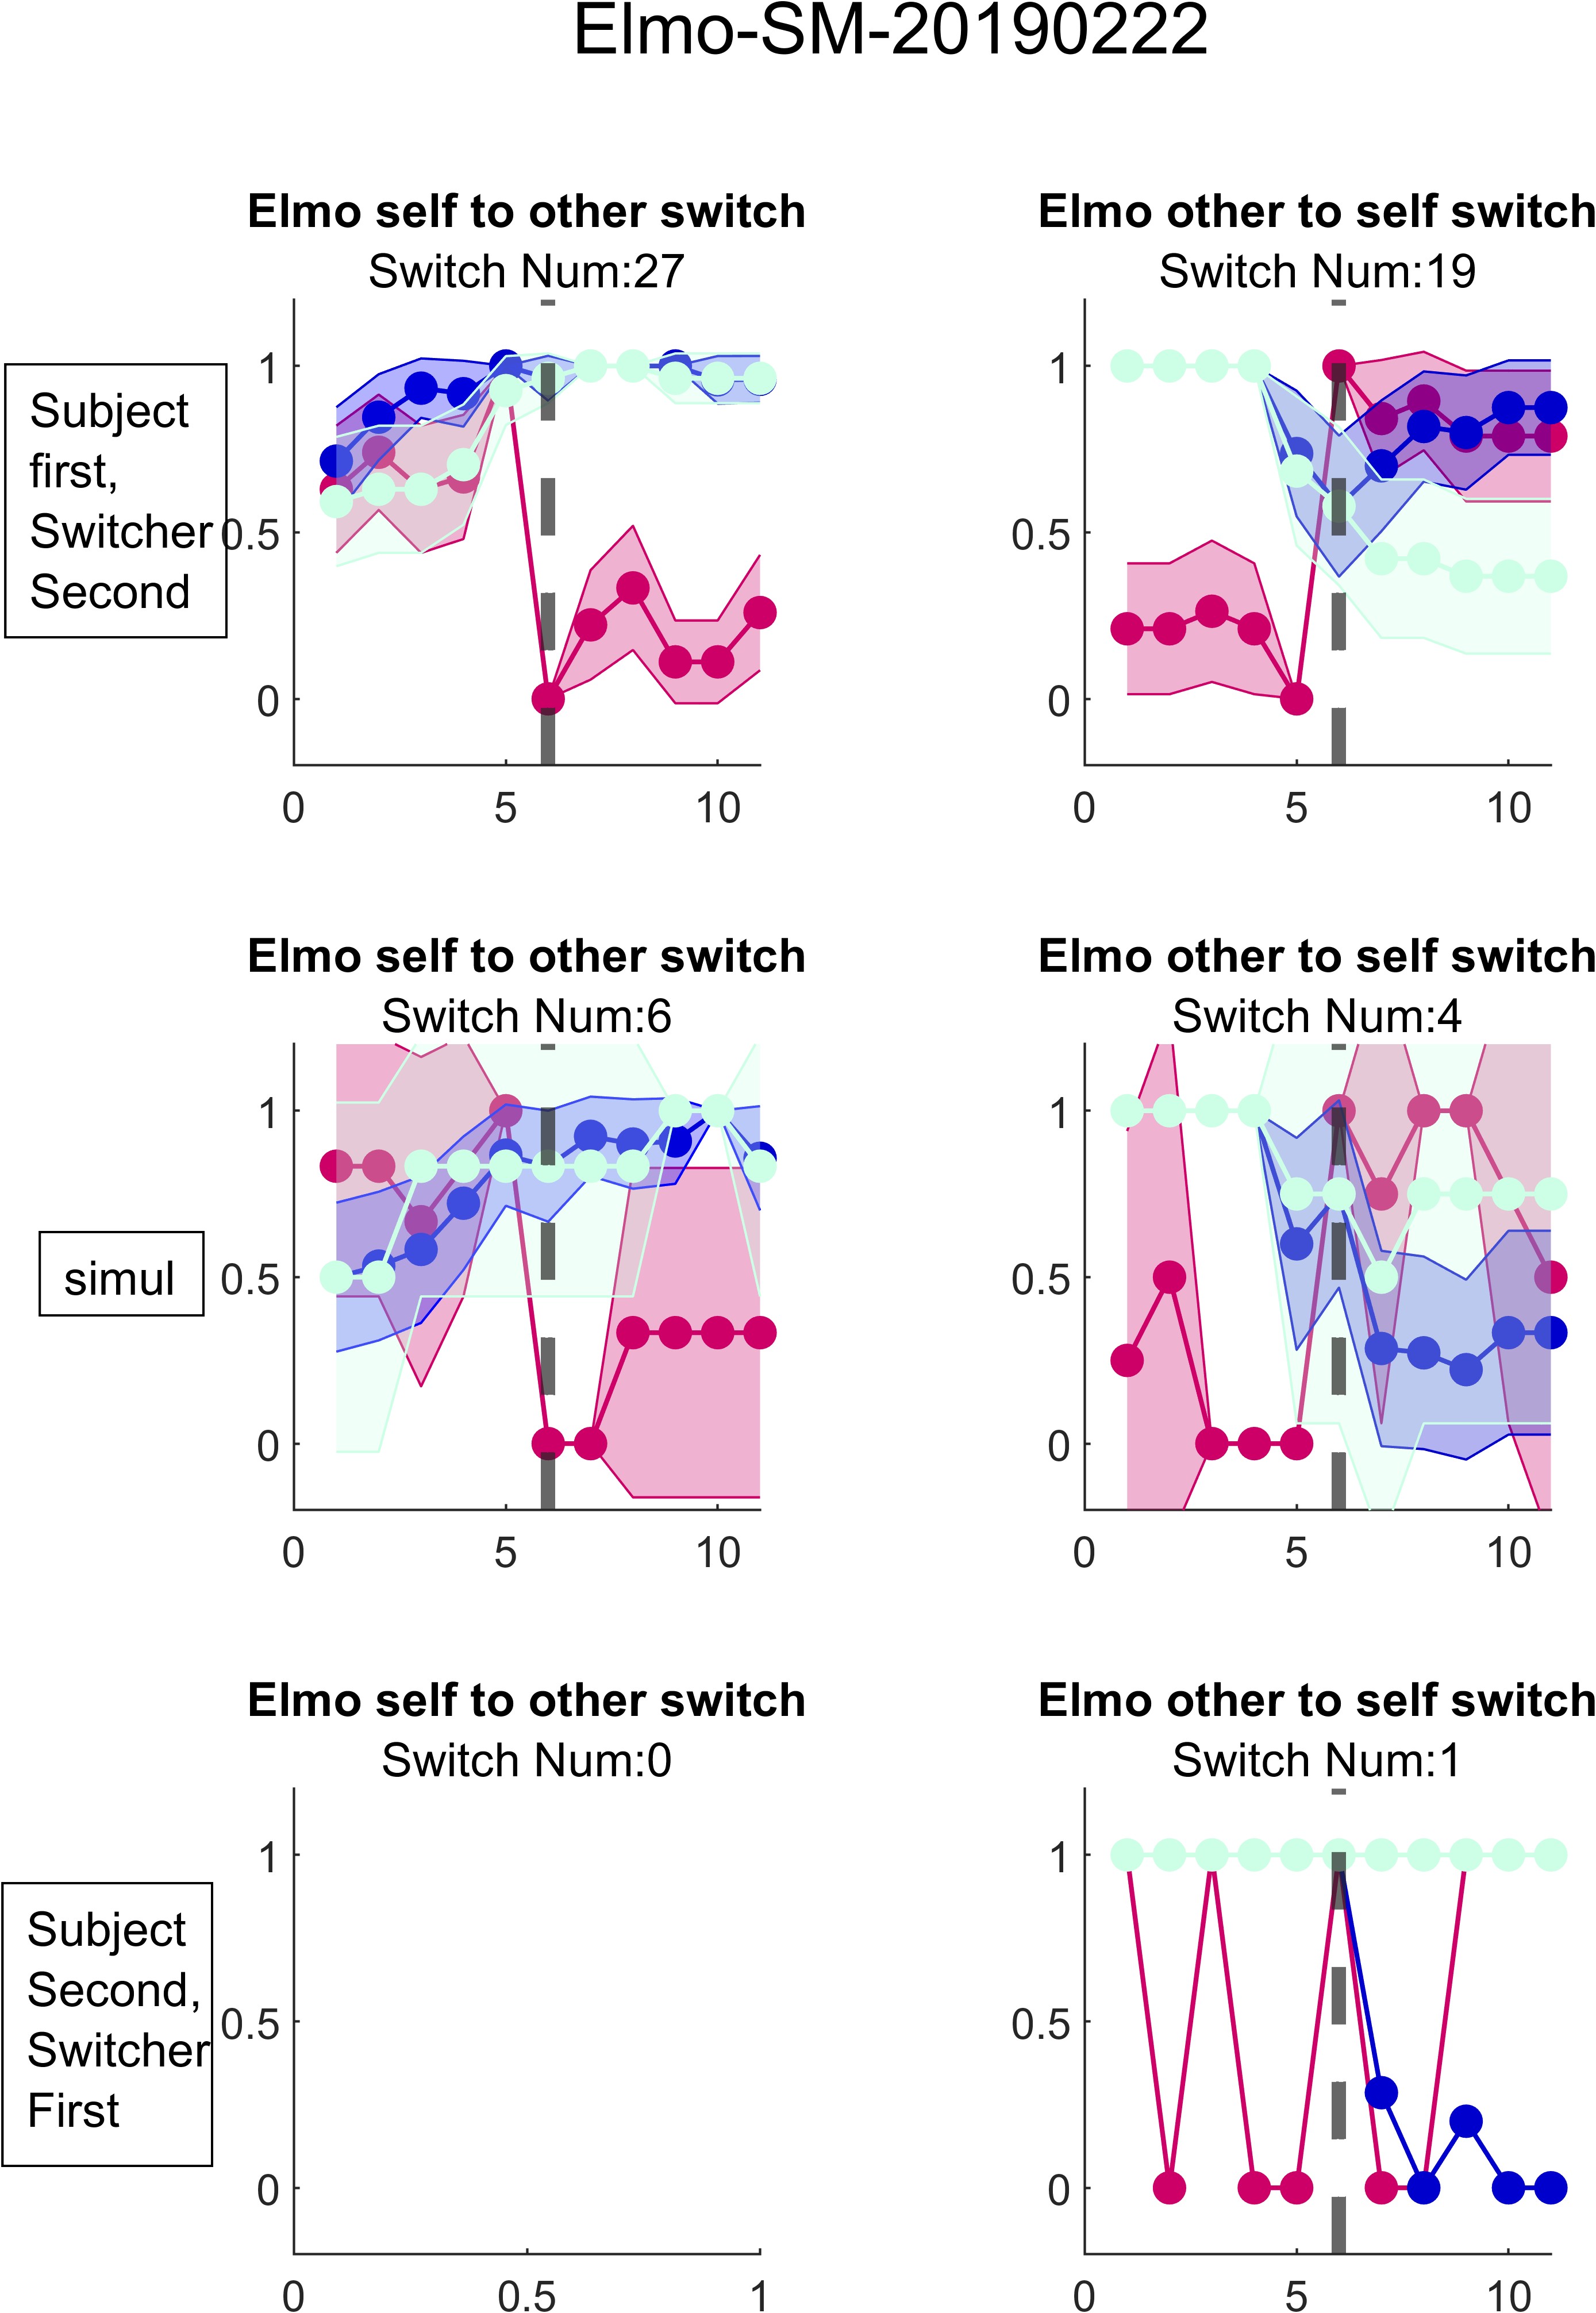 Elmo-SM-20190222
Elmo self to other switch
Switch Num:27
Elmo other to self switch
Switch Num:19
Subject
first,
Switcher
Second
1
0.5
0
0
5
10
1
0.5
0
0
5
10
Elmo self to other switch
Switch Num:6
Elmo other to self switch
Switch Num:4
simul
1
0.5
0
0
5
10
1
0.5
0
0
5
10
Elmo self to other switch
Switch Num:0
Elmo other to self switch
Switch Num:1
Subject
Second,
Switcher
First
1
0.5
0
0
0.5
1
1
0.5
0
0
5
10